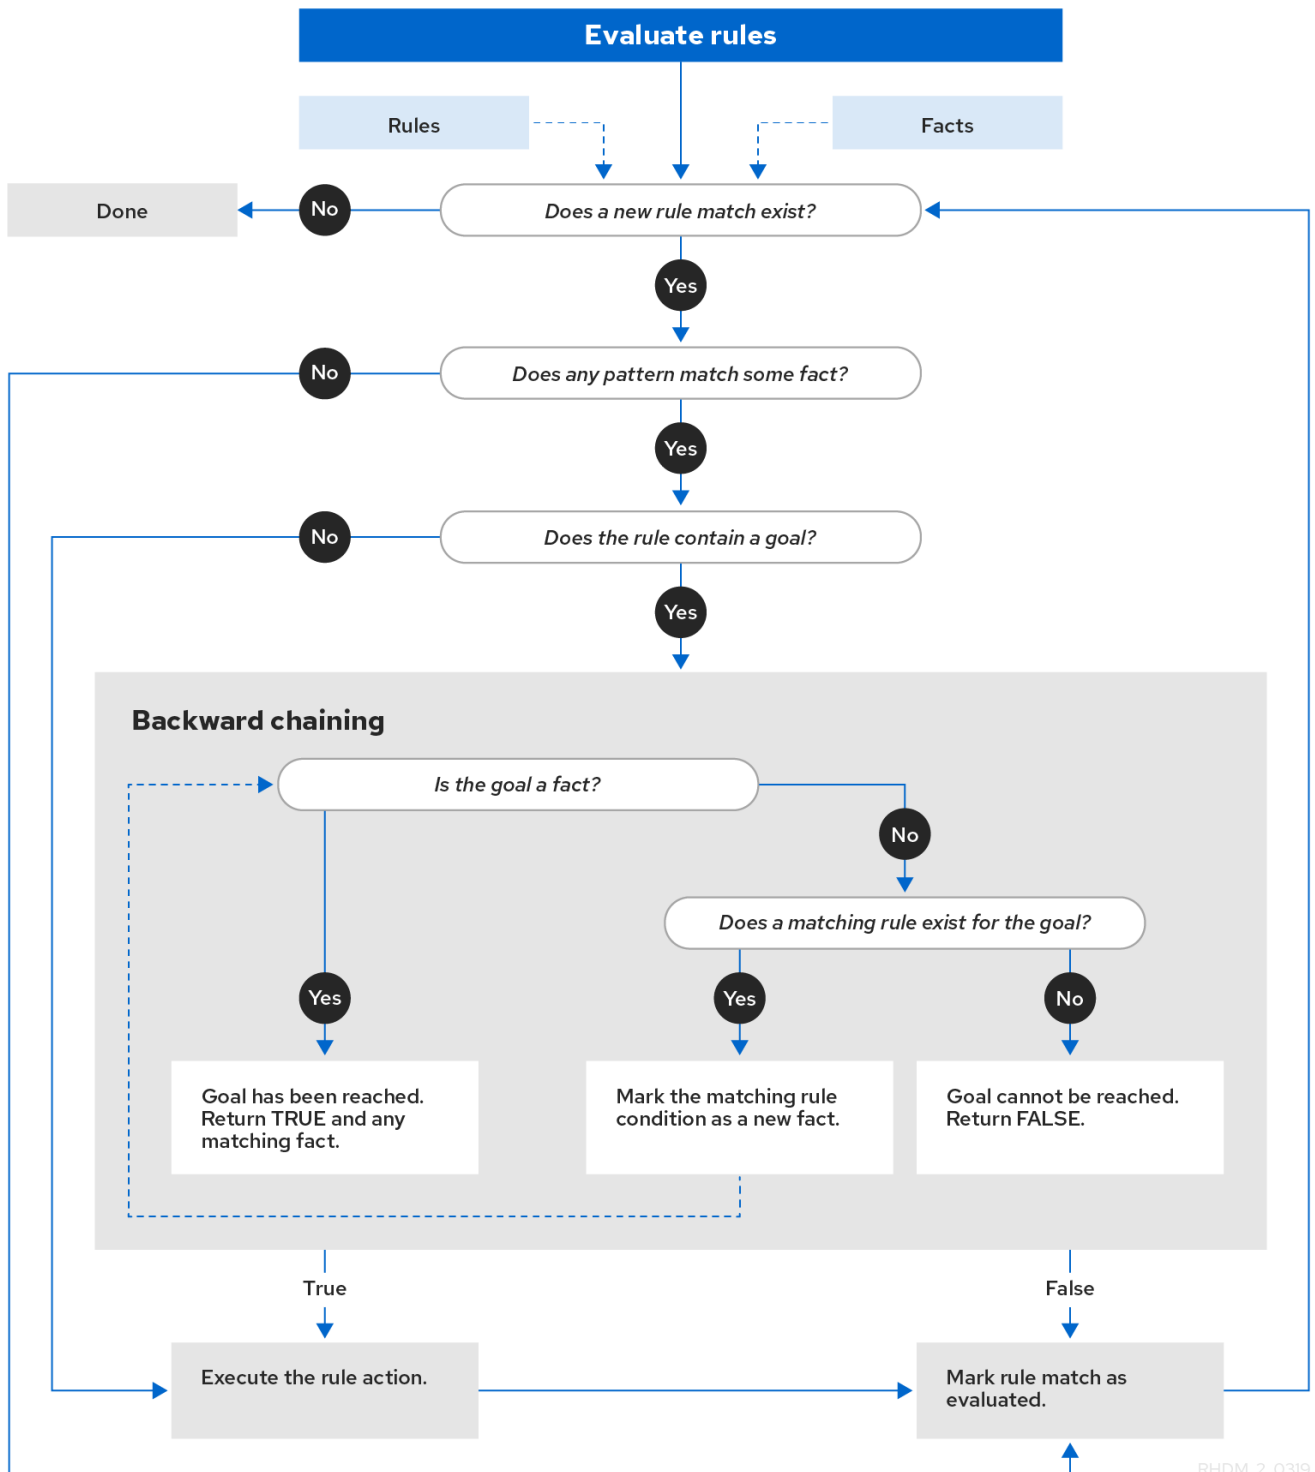 Evaluate rules
Rules
Facts
Done
No
Does a new rule match exist?
Yes
No
Does any pattern match some fact?
Yes
No
Does the rule contain a goal?
Yes
Backward chaining
Is the goal a fact?
No
Does a matching rule exist for the goal?
Yes
Yes
No
Goal has been reached.
Return TRUE and any
matching fact.
Mark the matching rule
condition as a new fact.
Goal cannot be reached.
Return FALSE.
True
False
Execute the rule action.
Mark rule match as
evaluated.
RHDM_2_0319